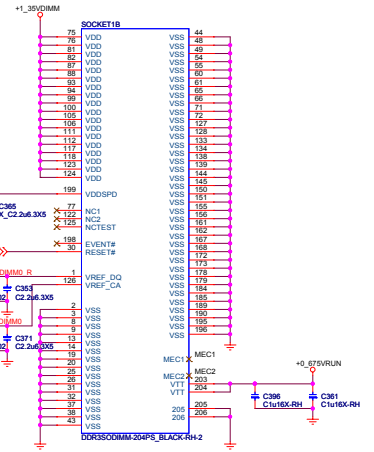 +1_35VDIMM
SOCKET1B
75 VDD VSS 44
76 VDD VSS 48
81 VDD VSS 49
82 VDD VSS 54
87 VDD VSS 55
88 VDD VSS 60
93 VDD VSS 61
94 VDD VSS 65
99 VDD VSS 66
100 VDD VSS 71
105 VDD VSS 72
106 VDD VSS 127
111 VDD VSS 128
112 VDD VSS 133
117 VDD VSS 134
118 VDD VSS 138
123 VDD VSS 139
124 VDD VSS 144
VSS 145
199 VDDSPD VSS 150
VSS 151
C365 77 NC1 VSS 155
X_C2.2u6.3X5 122 NC2 VSS 156
125 NCTEST VSS 161
VSS 162
198 EVENT# VSS 167
30 RESET# VSS 168
VSS 172
VSS 173
DIMM0_R 1 VREF_DQ VSS 178
126 VREF_CA VSS 179
C353 VSS 184
C2.2u6.3X5 VSS 185
2 VSS VSS 189
3 VSS VSS 190
DIMM0 8 VSS VSS 195
9 VSS VSS 196
C371 13 VSS
C2.2u6.3X5 14 VSS
19 VSS MEC1 MEC1
20 VSS
25 VSS MEC2 MEC2
26 VSS VTT 203 +0_675VRUN
31 VSS VTT 204
32 VSS C396 C361
37 VSS 205 205 C1u16X-RH C1u16X-RH
38 VSS 206 206
43 VSS
DDR3SODIMM-204PS_BLACK-RH-2